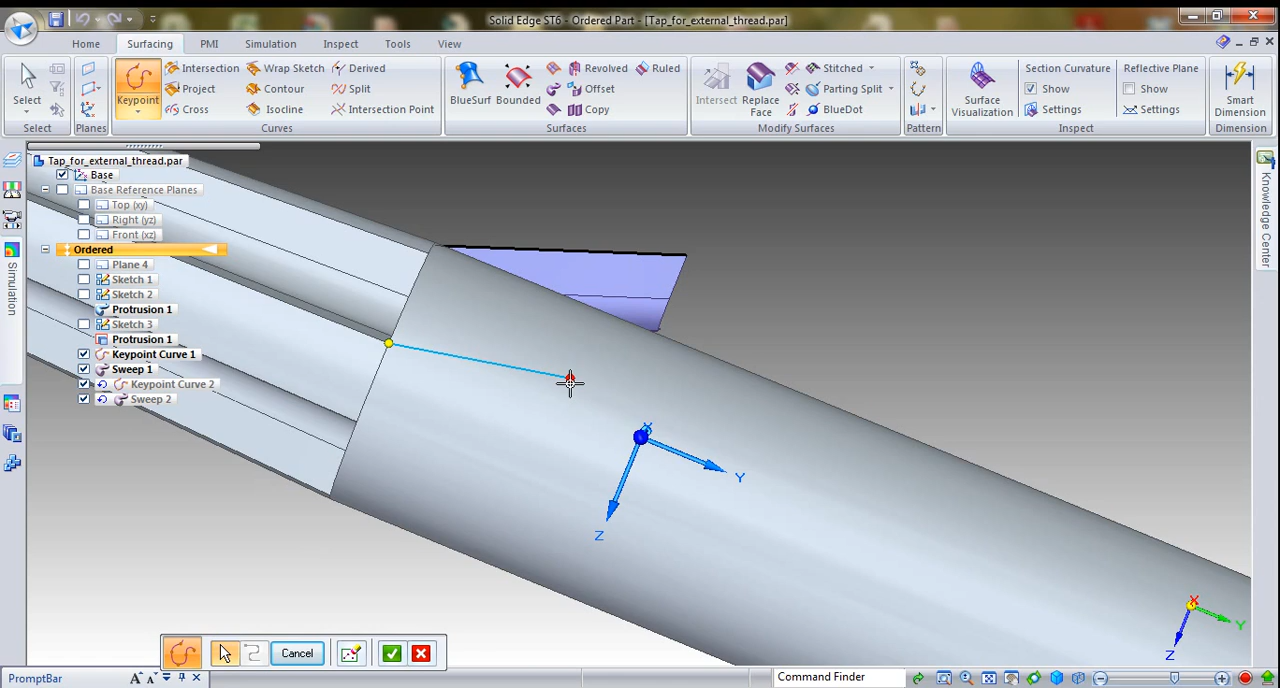 Solid Edge ST6 - Ordered Part - [Tap_for_external_thread.par]
Home Surfacing PMI Simulation Inspect Tools View
Select
Select
Planes
Keypoint
Intersection
Project
Cross
Wrap Sketch
Contour
Isocline
Derived
Split
Intersection Point
Curves
BlueSurf
Bounded
Revolved
Offset
Copy
Ruled
Surfaces
Intersect
Replace
Face
Stitched
Parting Split
BlueDot
Modify Surfaces
Pattern
Surface
Visualization
Section Curvature
Show
Settings
Reflective Plane
Show
Settings
Inspect
Smart
Dimension
Dimension
Tap_for_external_thread.par
Base
Base Reference Planes
Top (xy)
Right (yz)
Front (xz)
Ordered
Plane 4
Sketch 1
Sketch 2
Protrusion 1
Sketch 3
Protrusion 1
Keypoint Curve 1
Sweep 1
Keypoint Curve 2
Sweep 2
Simulation
Knowledge Center
X
Y
Z
X
Y
Z
Cancel
PromptBar
Command Finder